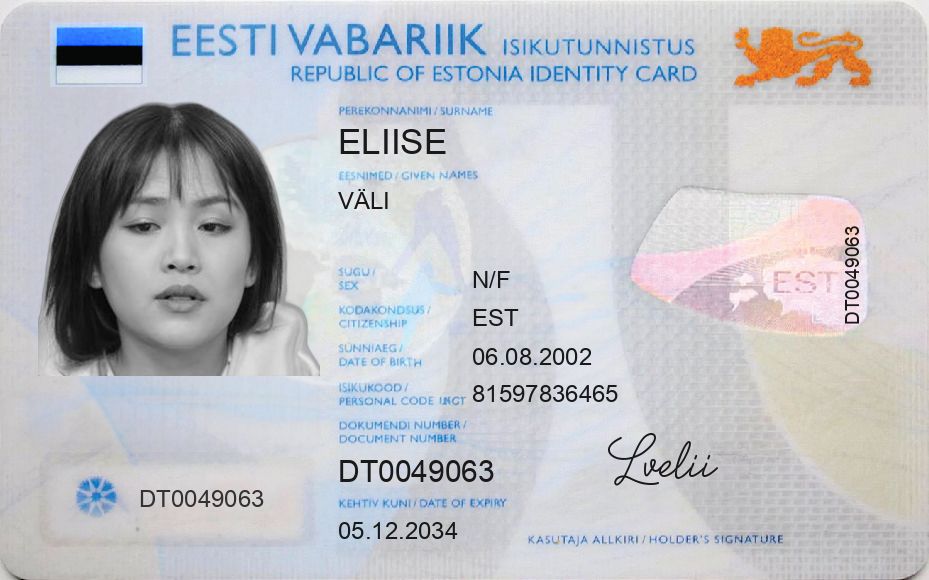 EESTI VABARIIK ISIKUTUNNISTUS
REPUBLIC OF ESTONIA IDENTITY CARD
PEREKONNANIMI / SURNAME
ELIISE
EESNIMED / GIVEN NAMES
VÄLI
SUGU /
SEX
N/F
KODAKONDSUS /
CITIZENSHIP
EST
SÜNNIAEG /
DATE OF BIRTH
06.08.2002
ISIKUKOOD /
PERSONAL CODE
81597836465
DOKUMENDI NUMBER /
DOCUMENT NUMBER
DT0049063
KEHTIV KUNI / DATE OF EXPIRY
05.12.2034
DT0049063
EST
DT0049063
Lvelii
KASUTAJA ALLKIRI / HOLDER'S SIGNATURE